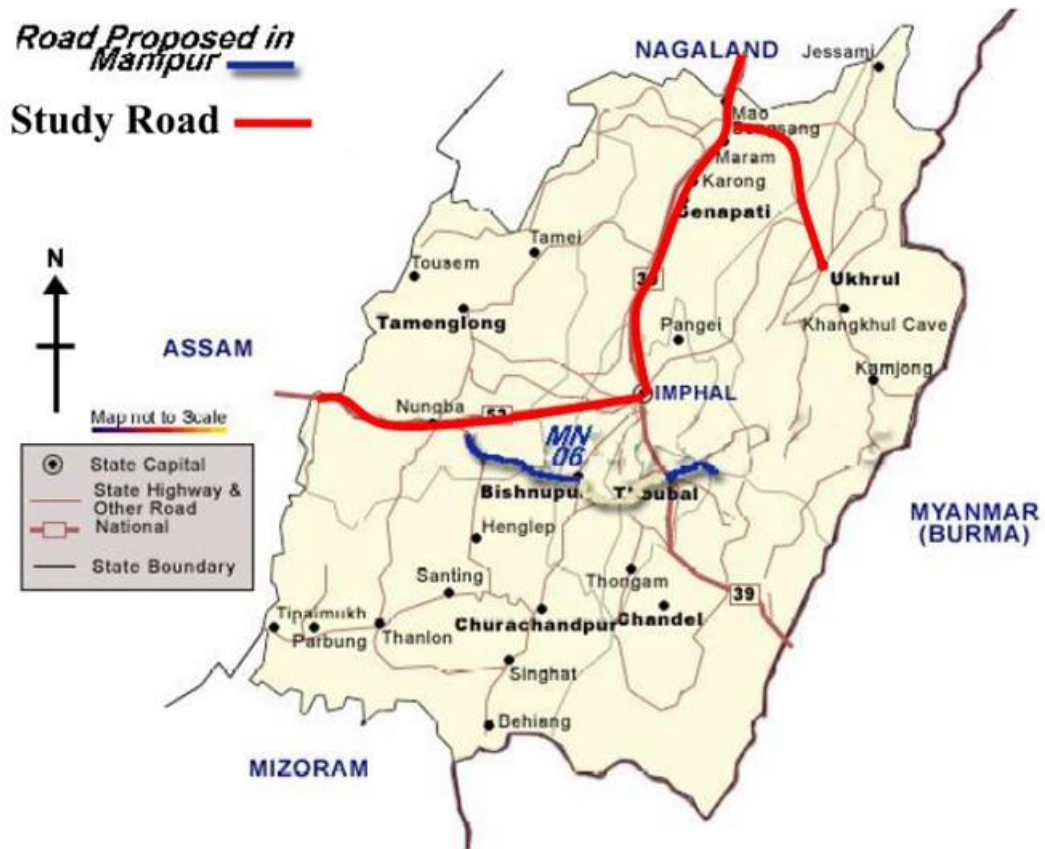 Road Proposed in
Manipur
Study Road
NAGALAND
Jessami
Mao
Maram
Karong
Senapati
Tamei
Tousem
N
Ukhrul
Tamenglong
Khangkhul Cave
Pangei
ASSAM
Kamjong
IMPHAL
Nungba
53
Map not to Scale
MN
06
State Capital
State Highway &
Other Road
National
State Boundary
Bishnupur
Thoubal
MYANMAR
(BURMA)
Henglep
Santing
Thongam
39
Tipaimukh
Parbung
Thanlon
Churachandpur
Chandel
Singhat
Dehiang
MIZORAM